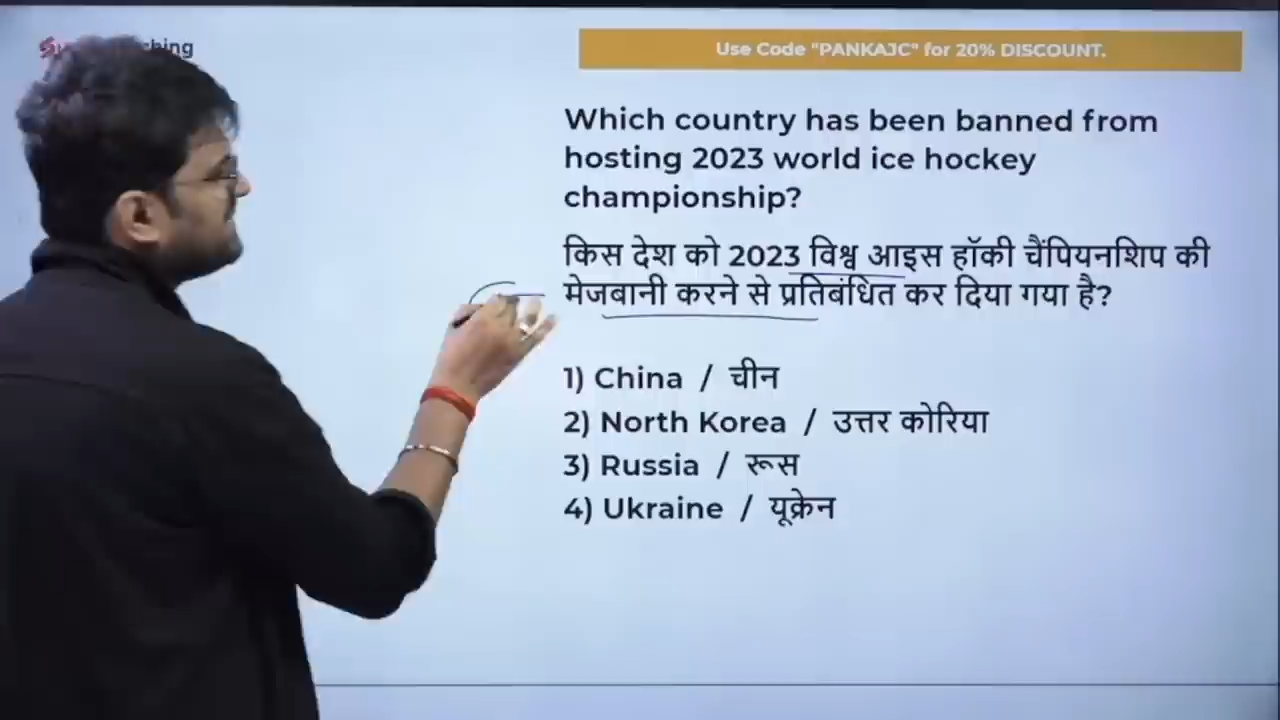 Use Code "PANKAJC" for 20% DISCOUNT.
Which country has been banned from
hosting 2023 world ice hockey
championship?
किस देश को 2023 विश्व आइस हॉकी चैंपियनशिप की
मेजबानी करने से प्रतिबंधित कर दिया गया है?
1) China / चीन
2) North Korea / उत्तर कोरिया
3) Russia / रूस
4) Ukraine / यूक्रेन